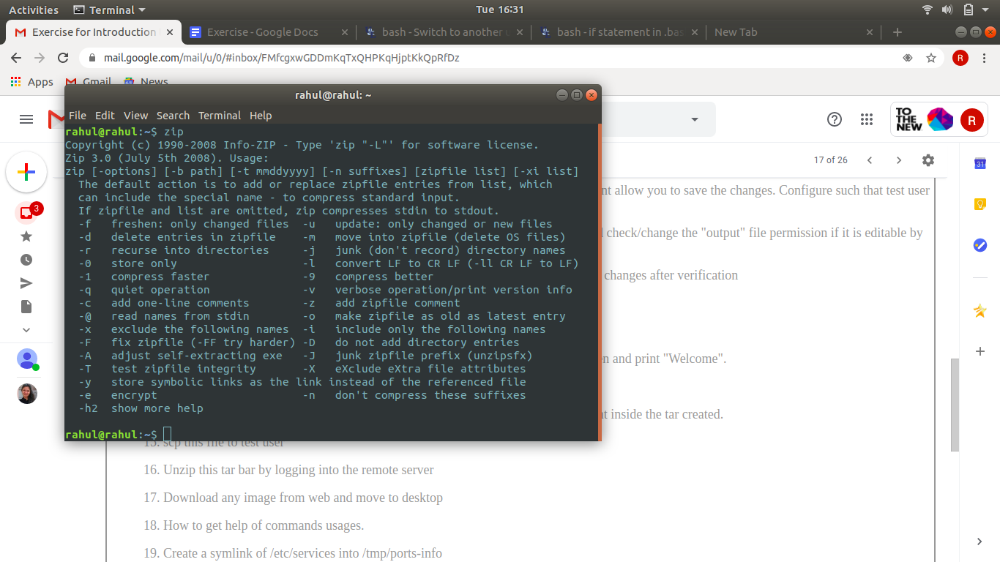 Activities Terminal Tue 16:31
Exercise for Introduction Exercise - Google Docs bash - Switch to another bash - if statement in .bas New Tab
mail.google.com/mail/u/0/#inbox/FMfcgxwGDDmKqTxQHPKqHjptKkQpRfDz R
Apps Gmail News
rahul@rahul: ~
File Edit View Search Terminal Help
TO THE NEW R
17 of 26
3
31
rahul@rahul:~$ zip
Copyright (c) 1990-2008 Info-ZIP - Type 'zip "-L"' for software license.
Zip 3.0 (July 5th 2008). Usage:
zip [-options] [-b path] [-t mmddyyyy] [-n suffixes] [zipfile list] [-xi list]
The default action is to add or replace zipfile entries from list, which
can include the special name - to compress standard input.
If zipfile and list are omitted, zip compresses stdin to stdout.
-f freshen: only changed files -u update: only changed or new files
-d delete entries in zipfile -m move into zipfile (delete OS files)
-r recurse into directories -j junk (don't record) directory names
-0 store only -l convert LF to CR LF (-ll CR LF to LF)
-1 compress faster -9 compress better
-q quiet operation -v verbose operation/print version info
-c add one-line comments -z add zipfile comment
-@ read names from stdin -o make zipfile as old as latest entry
-x exclude the following names -i include only the following names
-F fix zipfile (-FF try harder) -D do not add directory entries
-A adjust self-extracting exe -J junk zipfile prefix (unzipsfx)
-T test zipfile integrity -X eXclude eXtra file attributes
-y store symbolic links as the link instead of the referenced file
-e encrypt -n don't compress these suffixes
-h2 show more help
rahul@rahul:~$
allow you to save the changes. Configure such that test user
check/change the "output" file permission if it is editable by
changes after verification
and print "Welcome".
inside the tar created.
15. scp this file to test user
16. Unzip this tar bar by logging into the remote server
17. Download any image from web and move to desktop
18. How to get help of commands usages.
19. Create a symlink of /etc/services into /tmp/ports-info